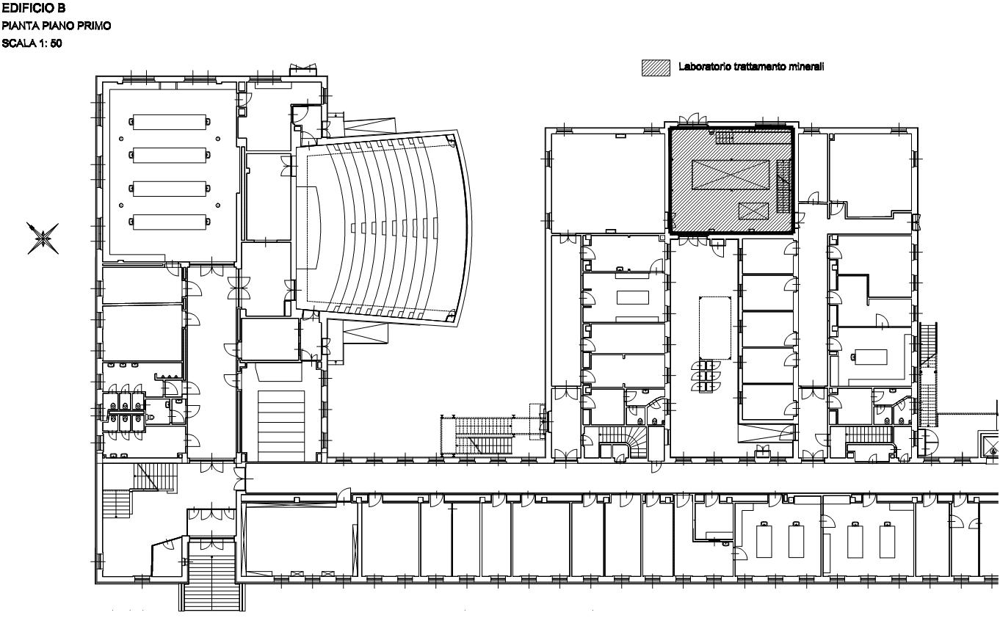 EDIFICIO B
PIANTA PIANO PRIMO
SCALA 1: 50
Laboratorio trattamento minerali